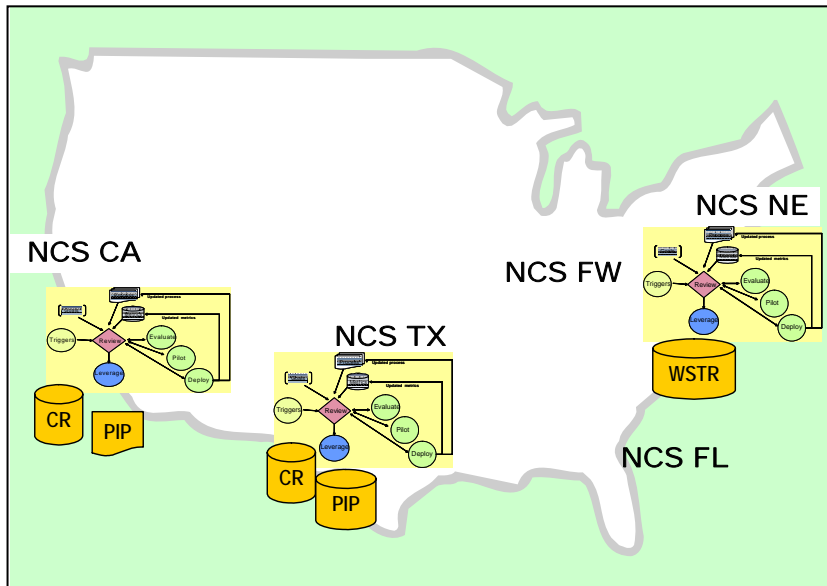 NCS NE
NCS CA
NCS FW
NCS TX
NCS FL
Updated process
Updated metrics
Triggers
Review
Evaluate
Pilot
Deploy
Leverage
WSTR
Updated process
Updated metrics
Triggers
Review
Evaluate
Pilot
Deploy
Leverage
CR
PIP
Updated process
Updated metrics
Triggers
Review
Evaluate
Pilot
Deploy
Leverage
CR
PIP